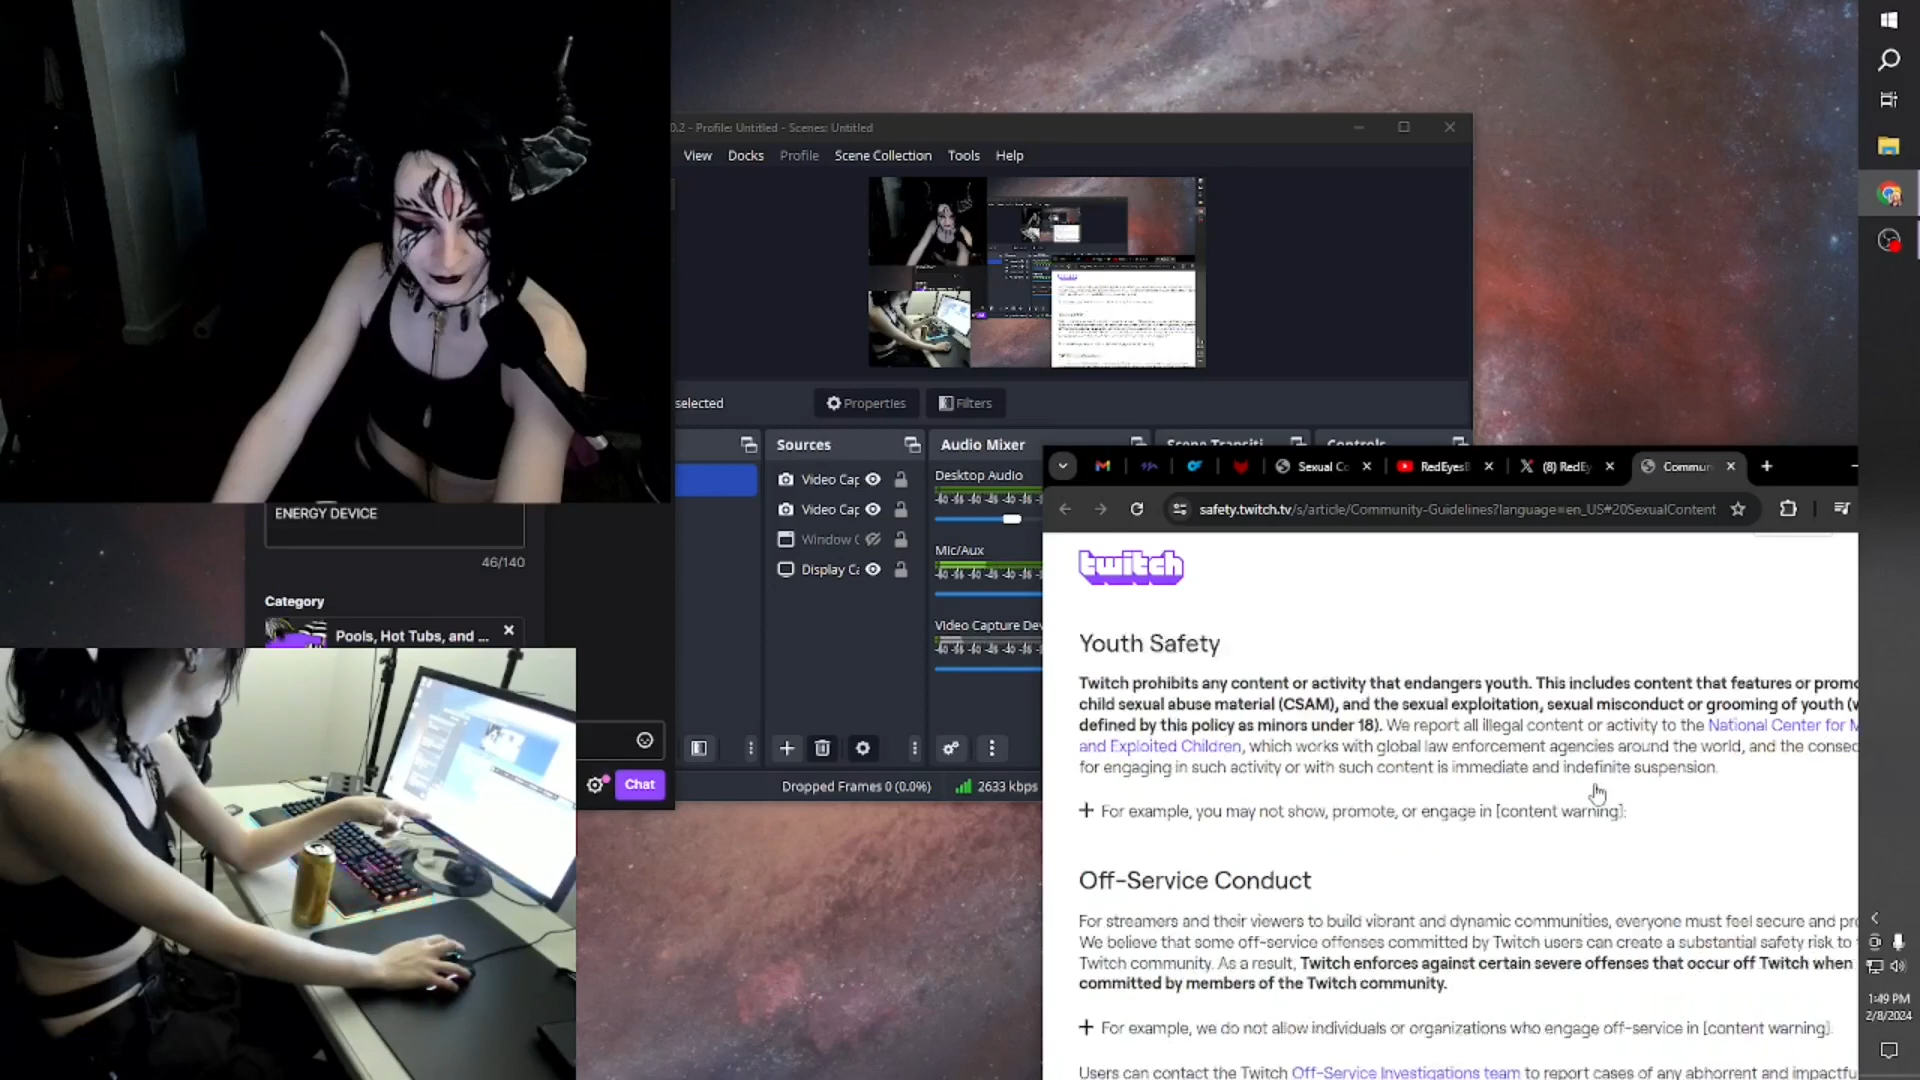 0.2 - Profile: Untitled - Scenes: Untitled
View Docks Profile Scene Collection Tools Help
selected
Properties
Filters
Sources
Audio Mixer
Controls
Video Cap
Video Cap
Window C
Display Ca
Desktop Audio
Mic/Aux
Video Capture Dev
Dropped Frames 0 (0.0%)
2633 kbps
ENERGY DEVICE
46/140
Category
Pools, Hot Tubs, and ...
Chat
Sexual Co
RedEyesB
(8) RedEy
Commun
safety.twitch.tv/s/article/Community-Guidelines?language=en_US#20SexualContent
twitch
Youth Safety
Twitch prohibits any content or activity that endangers youth. This includes content that features or promo
child sexual abuse material (CSAM), and the sexual exploitation, sexual misconduct or grooming of youth (w
defined by this policy as minors under 18). We report all illegal content or activity to the National Center for M
and Exploited Children, which works with global law enforcement agencies around the world, and the consec
for engaging in such activity or with such content is immediate and indefinite suspension.
+ For example, you may not show, promote, or engage in [content warning]:
Off-Service Conduct
For streamers and their viewers to build vibrant and dynamic communities, everyone must feel secure and pro
We believe that some off-service offenses committed by Twitch users can create a substantial safety risk to
Twitch community. As a result, Twitch enforces against certain severe offenses that occur off Twitch when
committed by members of the Twitch community.
+ For example, we do not allow individuals or organizations who engage off-service in [content warning]:
Users can contact the Twitch Off-Service Investigations team to report cases of any abhorrent and impactfu
1:49 PM
2/8/2024